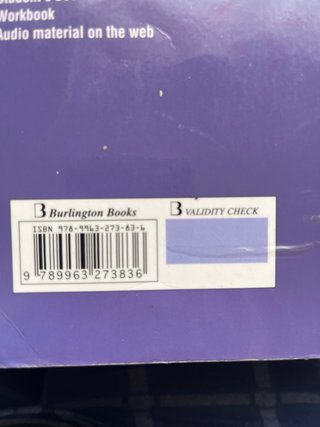 Workbook
Audio material on the web
Burlington Books
VALIDITY CHECK
ISBN 978-9963-273-83-6
9 789963 273836